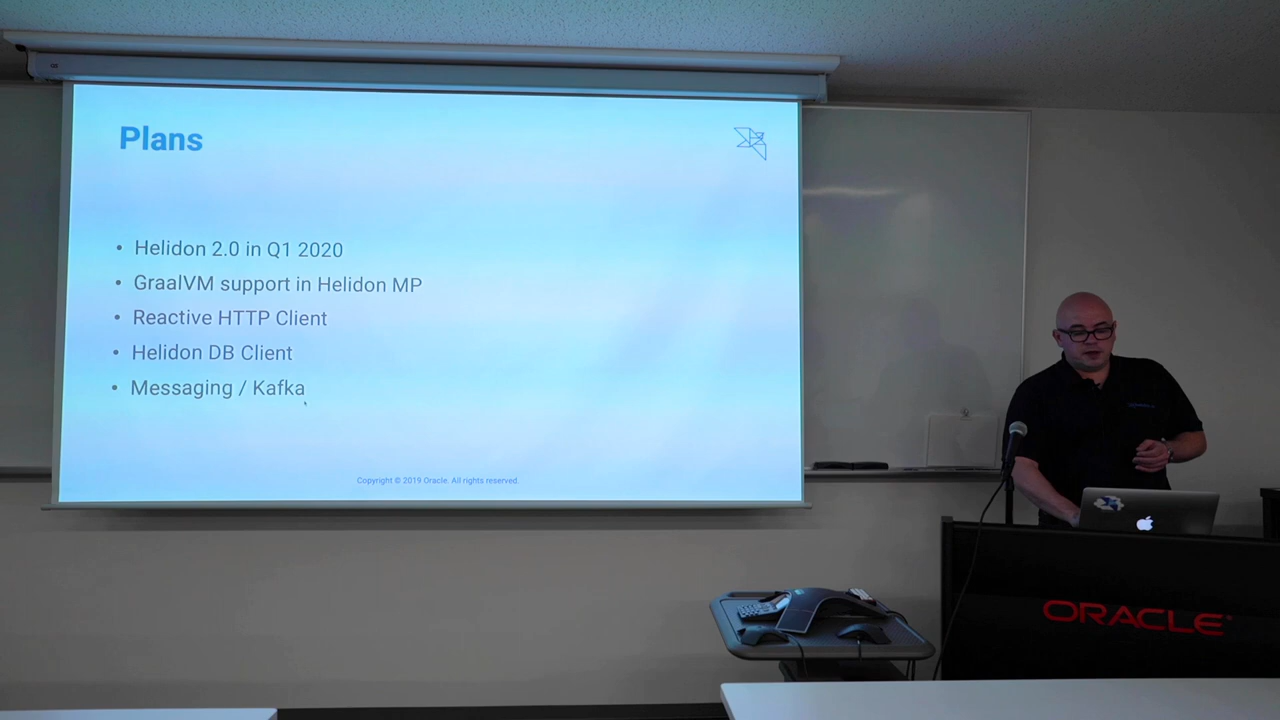 Plans
• Helidon 2.0 in Q1 2020
• GraalVM support in Helidon MP
• Reactive HTTP Client
• Helidon DB Client
• Messaging / Kafka
Copyright © 2019 Oracle. All rights reserved.
ORACLE